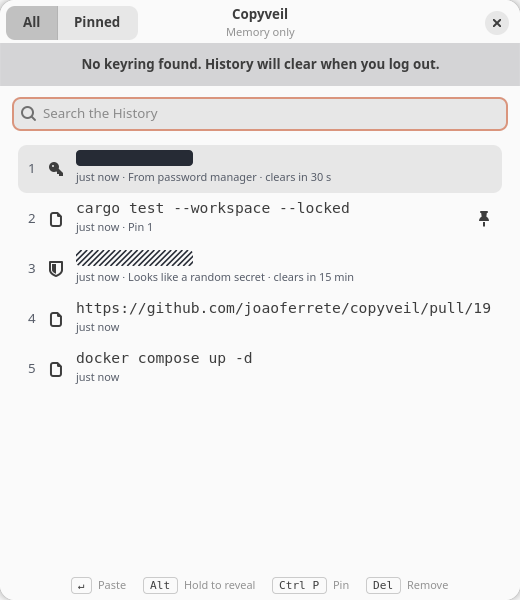 All
Pinned
Copyveil
Memory only
No keyring found. History will clear when you log out.
Search the History
1
just now · From password manager · clears in 30 s
2 cargo test --workspace --locked
just now · Pin 1
3
just now · Looks like a random secret · clears in 15 min
4 https://github.com/joaoferrete/copyveil/pull/19
just now
5 docker compose up -d
just now
↵ Paste Alt Hold to reveal Ctrl P Pin Del Remove